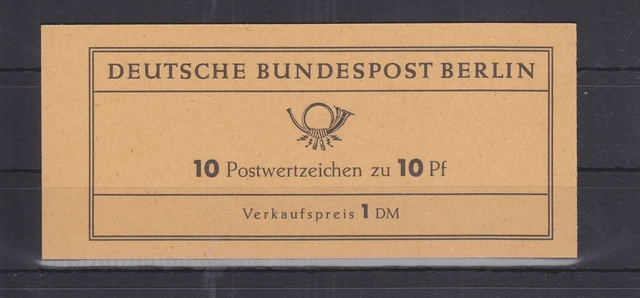 DEUTSCHE BUNDESPOST BERLIN
10 Postwertzeichen zu 10 Pf
Verkaufspreis 1 DM